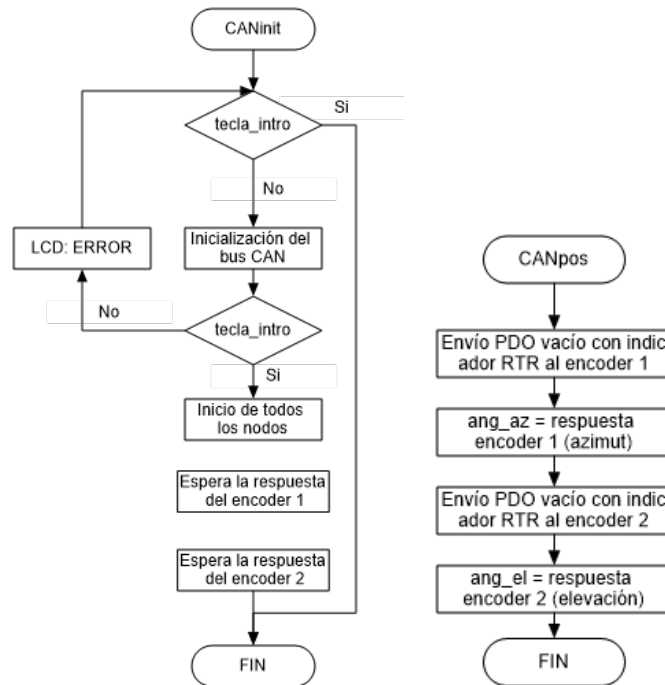 CANinit
Si
tecla_intro
No
LCD: ERROR
Inicialización del
bus CAN
No
tecla_intro
Si
Inicio de todos
los nodos
Espera la respuesta
del encoder 1
Espera la respuesta
del encoder 2
FIN
CANpos
Envío PDO vacío con indic
ador RTR al encoder 1
ang_az = respuesta
encoder 1 (azimut)
Envío PDO vacío con indic
ador RTR al encoder 2
ang_el = respuesta
encoder 2 (elevación)
FIN